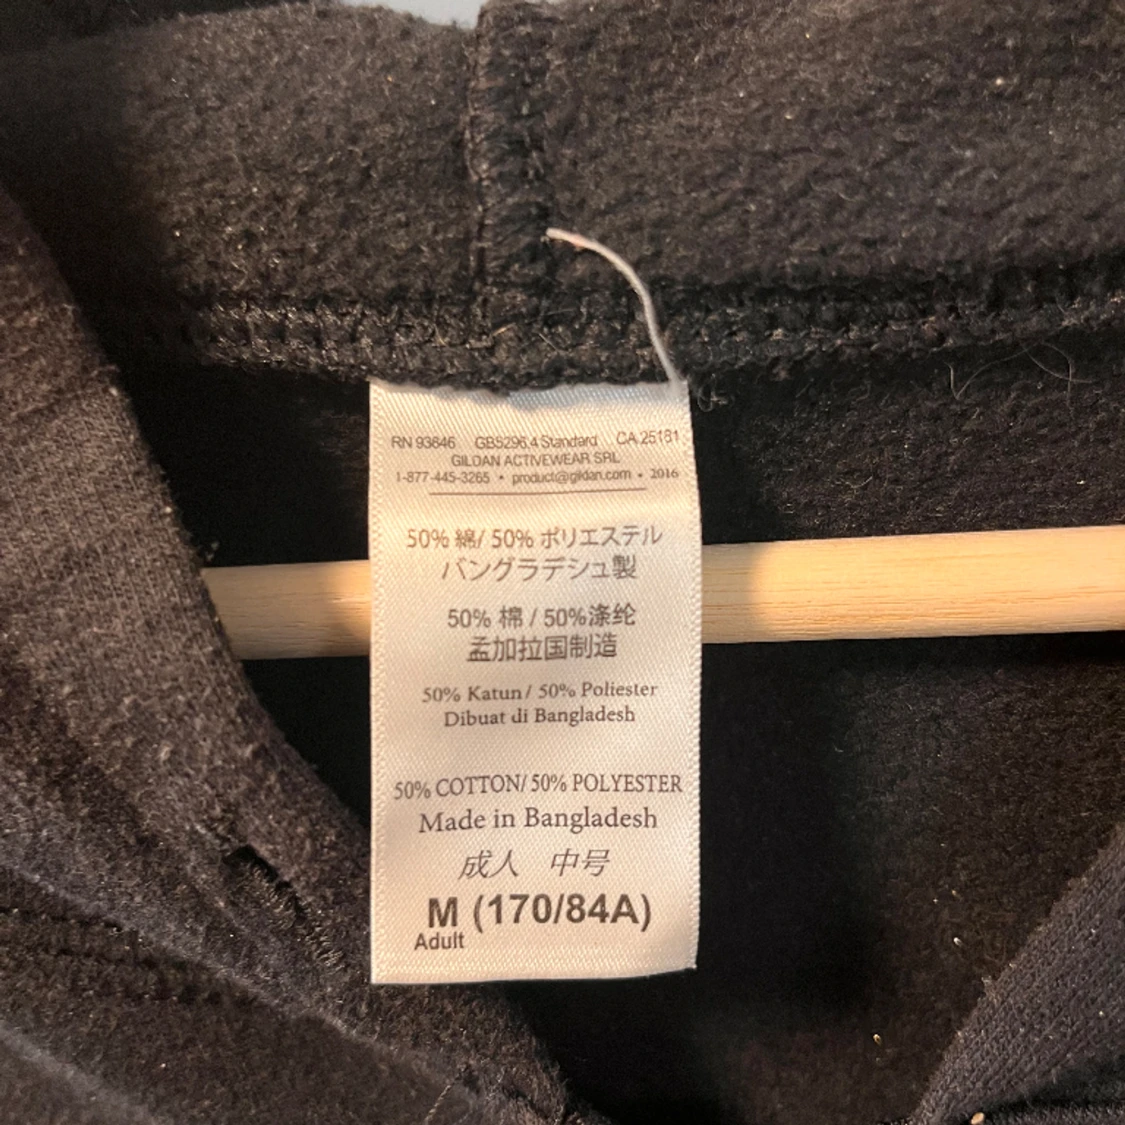 RN 93846 GB5296.4 Standard CA 25181
GILDAN ACTIVEWEAR SRL
1-877-445-3265 • product@gildan.com • 2016
50% 綿/ 50% ポリエステル
バングラデシュ製
50% 棉 / 50%涤纶
孟加拉国制造
50% Katun / 50% Poliester
Dibuat di Bangladesh
50% COTTON/ 50% POLYESTER
Made in Bangladesh
成人 中号
M (170/84A)
Adult